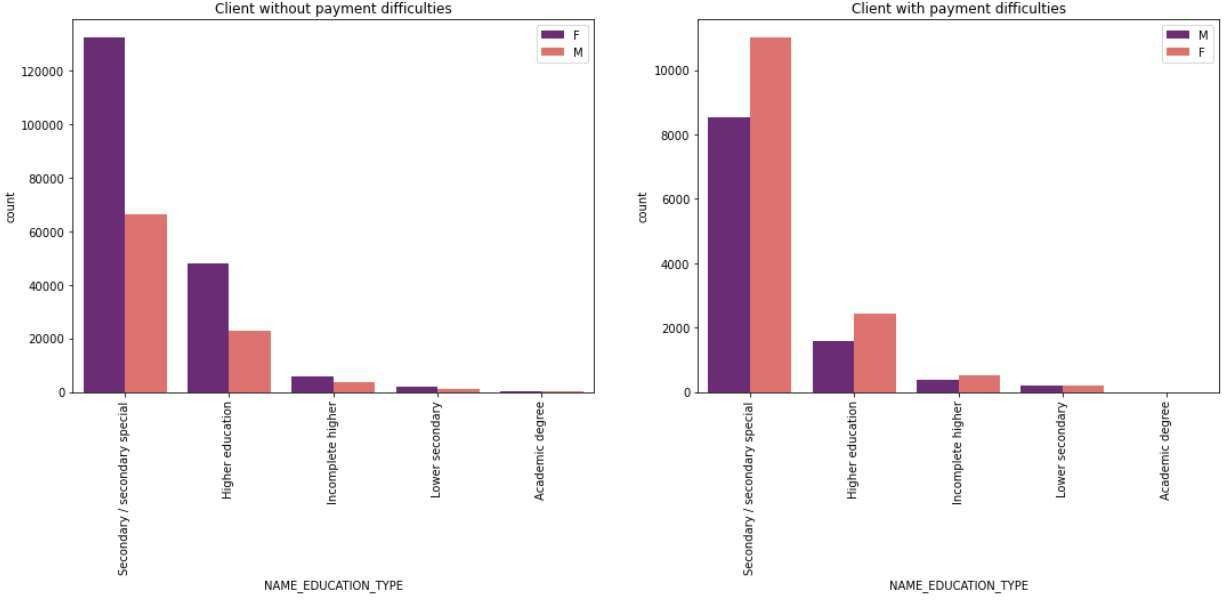 Client without payment difficulties
F
M
120000
100000
80000
60000
40000
20000
0
count
Secondary / secondary special
Higher education
Incomplete higher
Lower secondary
Academic degree
NAME_EDUCATION_TYPE
Client with payment difficulties
M
F
10000
8000
6000
4000
2000
0
count
Secondary / secondary special
Higher education
Incomplete higher
Lower secondary
Academic degree
NAME_EDUCATION_TYPE